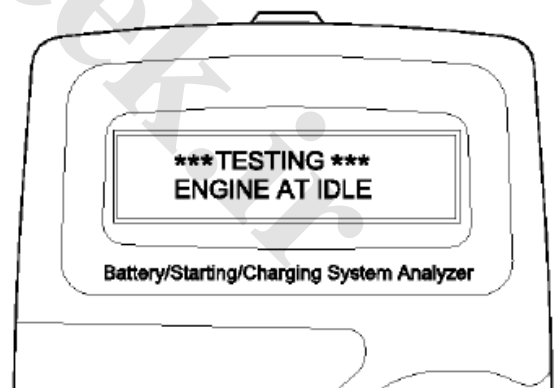 ***TESTING ***
ENGINE AT IDLE
Battery/Starting/Charging System Analyzer